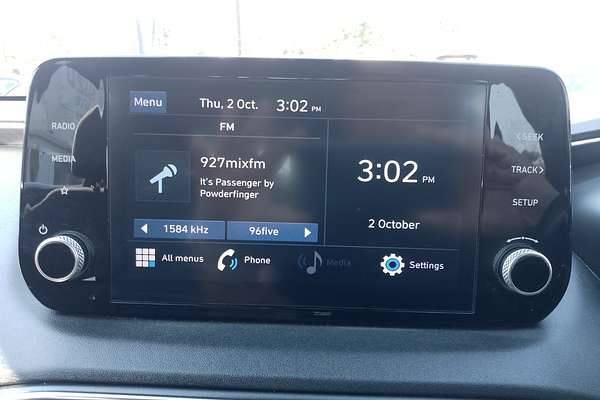 Menu Thu, 2 Oct. 3:02 PM
FM
RADIO
MEDIA
927mixfm
It's Passenger by
Powderfinger
1584 kHz 96five
3:02 PM
2 October
All menus Phone Media Settings
< SEEK
TRACK >
SETUP